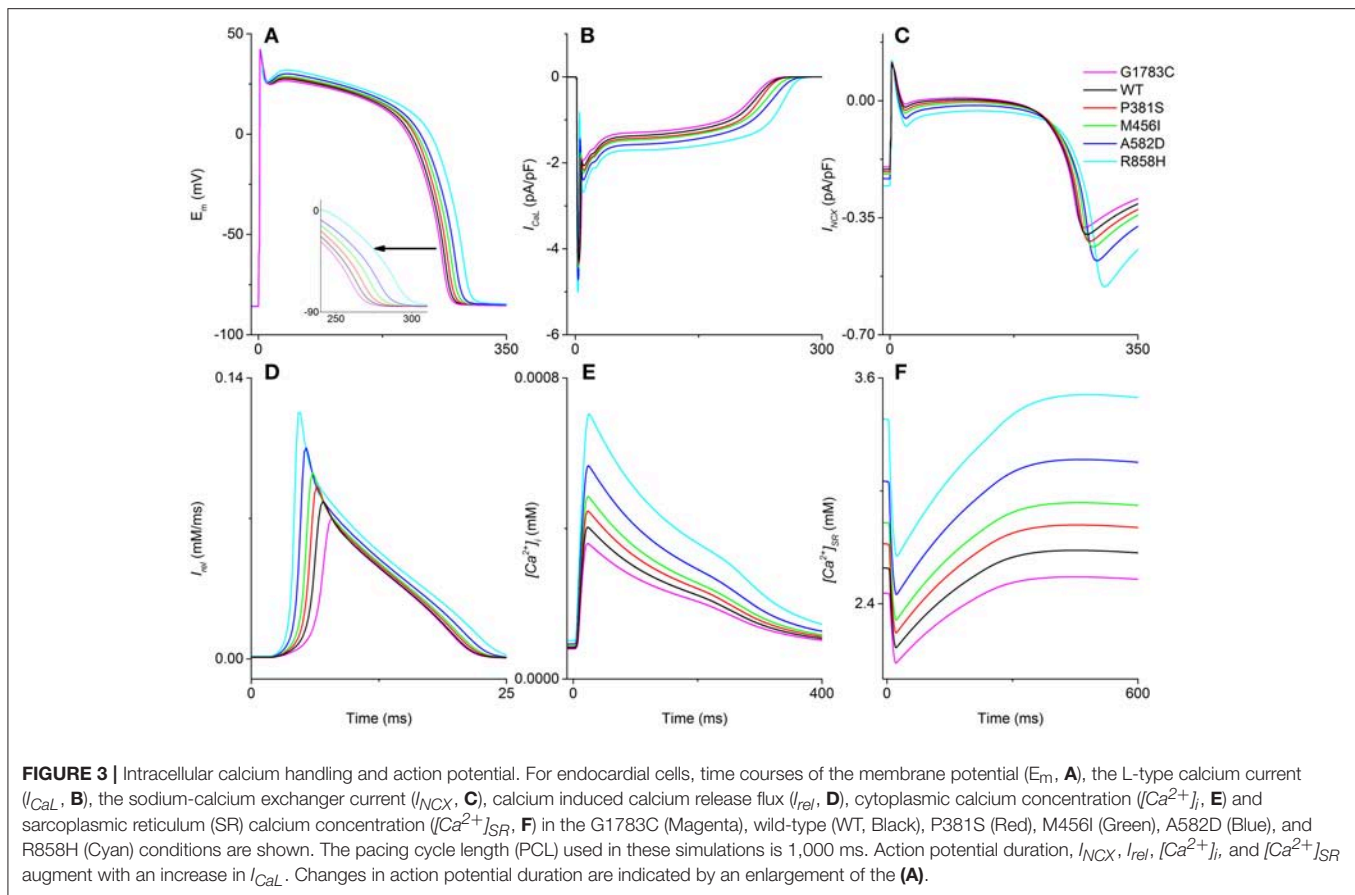 A
B
C
50
0
-50
-100
E_m (mV)
0
-90
250
300
0
350
0
-2
-4
-6
I_CaL (pA/pF)
0
300
0.00
-0.35
-0.70
I_NCX (pA/pF)
0
350
G1783C
WT
P381S
M456I
A582D
R858H
D
E
F
0.14
0.00
I_rel (mM/ms)
0
25
Time (ms)
0.0008
0.0000
[Ca²⁺]_i (mM)
0
400
Time (ms)
3.6
2.4
[Ca²⁺]_SR (mM)
0
600
Time (ms)
FIGURE 3 | Intracellular calcium handling and action potential. For endocardial cells, time courses of the membrane potential (E_m, A), the L-type calcium current
(I_CaL, B), the sodium-calcium exchanger current (I_NCX, C), calcium induced calcium release flux (I_rel, D), cytoplasmic calcium concentration ([Ca²⁺]_i, E) and
sarcoplasmic reticulum (SR) calcium concentration ([Ca²⁺]_SR, F) in the G1783C (Magenta), wild-type (WT, Black), P381S (Red), M456I (Green), A582D (Blue), and
R858H (Cyan) conditions are shown. The pacing cycle length (PCL) used in these simulations is 1,000 ms. Action potential duration, I_NCX, I_rel, [Ca²⁺]_i, and [Ca²⁺]_SR
augment with an increase in I_CaL. Changes in action potential duration are indicated by an enlargement of the (A).